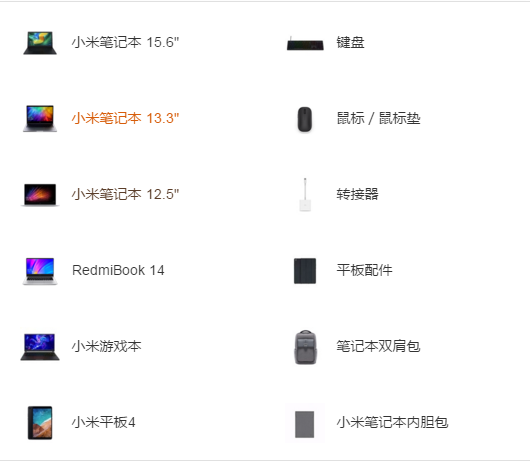 小米笔记本 15.6"
键盘
小米笔记本 13.3"
鼠标 / 鼠标垫
小米笔记本 12.5"
转接器
RedmiBook 14
平板配件
小米游戏本
笔记本双肩包
小米平板4
小米笔记本内胆包